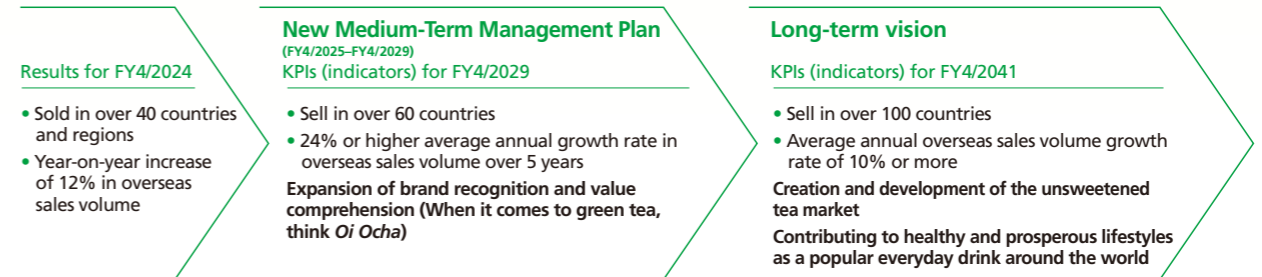 Results for FY4/2024
• Sold in over 40 countries
and regions
• Year-on-year increase
of 12% in overseas
sales volume
New Medium-Term Management Plan
(FY4/2025–FY4/2029)
KPIs (indicators) for FY4/2029
• Sell in over 60 countries
• 24% or higher average annual growth rate in
overseas sales volume over 5 years
Expansion of brand recognition and value
comprehension (When it comes to green tea,
think Oi Ocha)
Long-term vision
KPIs (indicators) for FY4/2041
• Sell in over 100 countries
• Average annual overseas sales volume growth
rate of 10% or more
Creation and development of the unsweetened
tea market
Contributing to healthy and prosperous lifestyles
as a popular everyday drink around the world